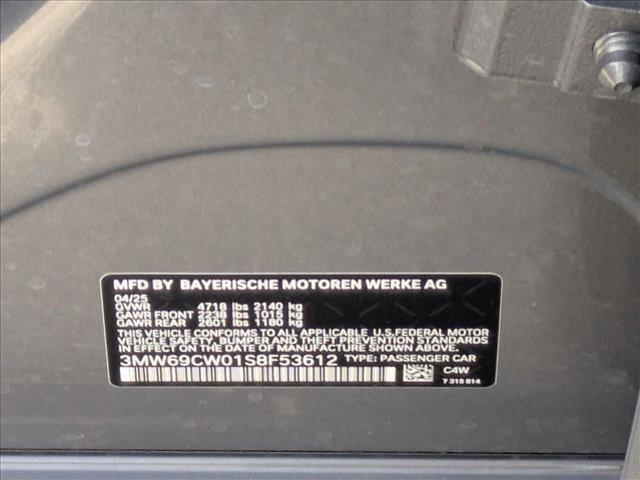 MFD BY BAYERISCHE MOTOREN WERKE AG
04/25
GVWR 4718 lbs 2140 kg
GAWR FRONT 2238 lbs 1015 kg
GAWR REAR 2601 lbs 1180 kg
THIS VEHICLE CONFORMS TO ALL APPLICABLE U.S.FEDERAL MOTOR
VEHICLE SAFETY, BUMPER, AND THEFT PREVENTION STANDARDS
IN EFFECT ON THE DATE OF MANUFACTURE SHOWN ABOVE.
3MW69CW01S8F53612 TYPE: PASSENGER CAR
C4W
7 318 814